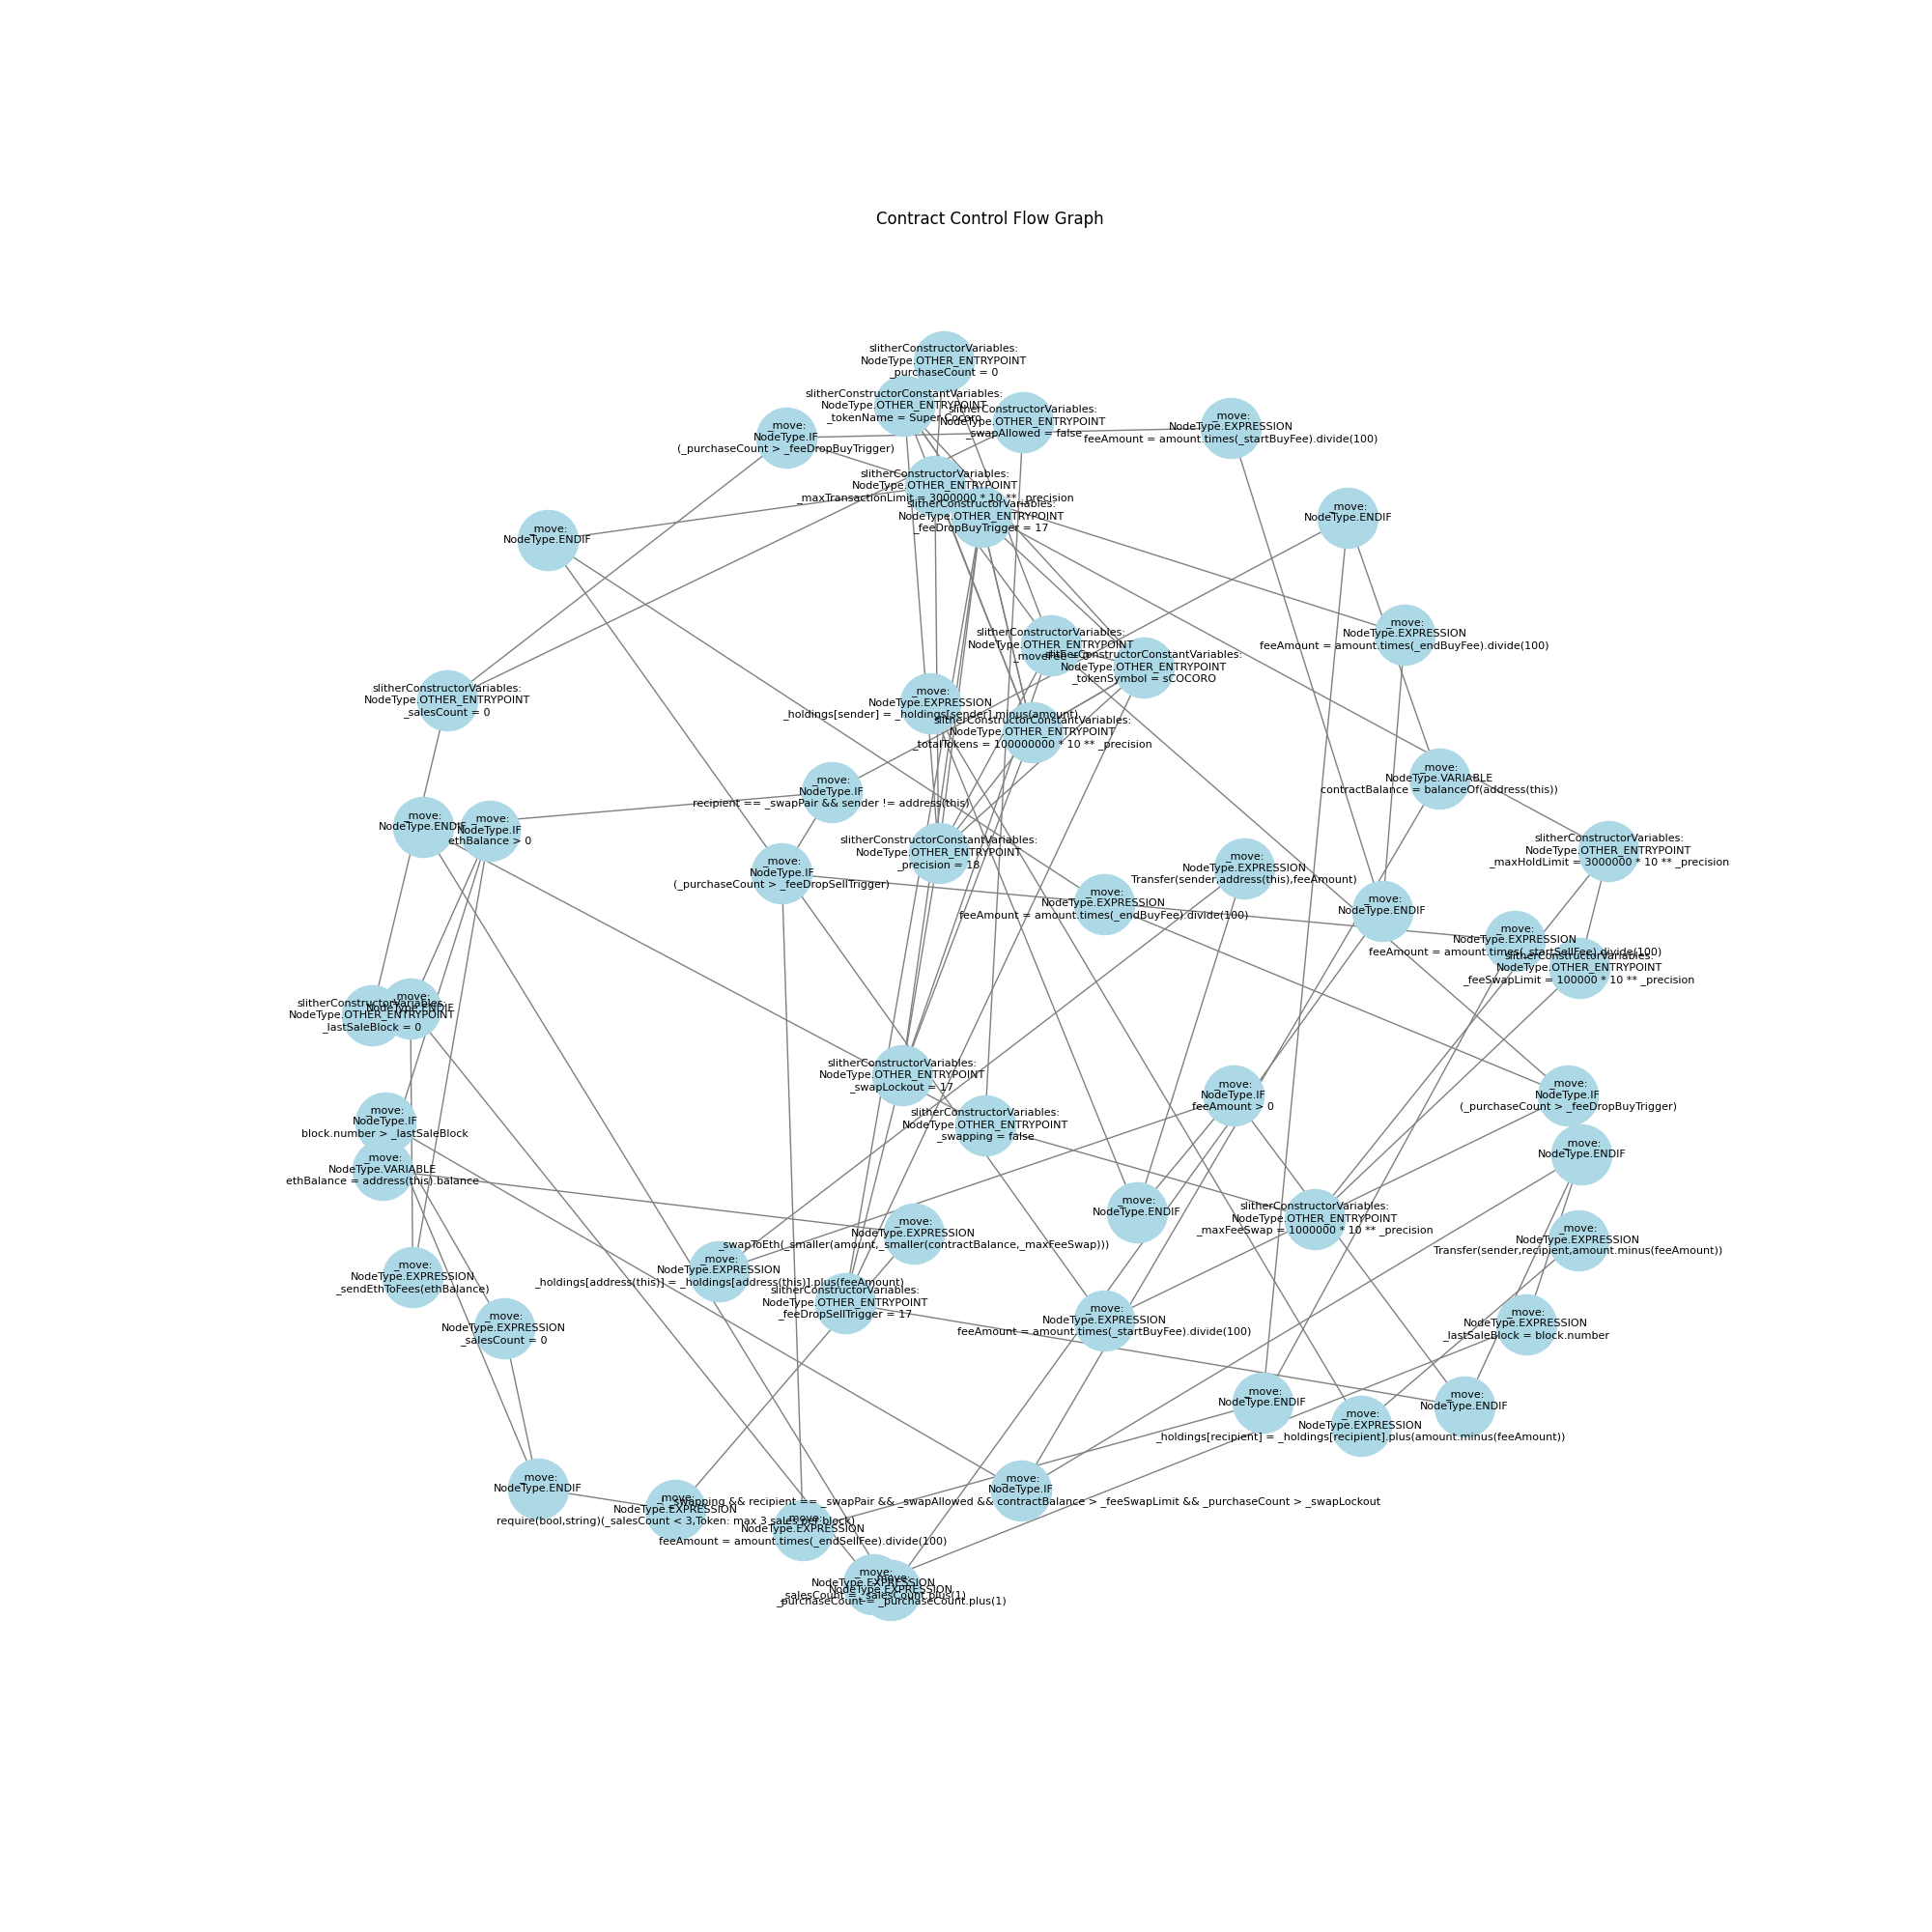 Contract Control Flow Graph
slitherConstructorVariables:
NodeType.OTHER_ENTRYPOINT
_purchaseCount = 0
slitherConstructorConstantVariables:
NodeType.OTHER_ENTRYPOINT
_tokenName = Super Cocoro
slitherConstructorVariables:
NodeType.OTHER_ENTRYPOINT
_swapAllowed = false
_move:
NodeType.EXPRESSION
feeAmount = amount.times(_startBuyFee).divide(100)
_move:
NodeType.IF
(_purchaseCount > _feeDropBuyTrigger)
slitherConstructorVariables:
NodeType.OTHER_ENTRYPOINT
_maxTransactionLimit = 3000000 * 10 ** _precision
slitherConstructorVariables:
NodeType.OTHER_ENTRYPOINT
_feeDropBuyTrigger = 17
_move:
NodeType.ENDIF
_move:
NodeType.ENDIF
_move:
NodeType.EXPRESSION
feeAmount = amount.times(_endBuyFee).divide(100)
slitherConstructorVariables:
NodeType.OTHER_ENTRYPOINT
_moveFee = 0
slitherConstructorConstantVariables:
NodeType.OTHER_ENTRYPOINT
_tokenSymbol = sCOCORO
slitherConstructorVariables:
NodeType.OTHER_ENTRYPOINT
_salesCount = 0
_move:
NodeType.EXPRESSION
_holdings[sender] = _holdings[sender].minus(amount)
slitherConstructorConstantVariables:
NodeType.OTHER_ENTRYPOINT
_totalTokens = 100000000 * 10 ** _precision
_move:
NodeType.VARIABLE
contractBalance = balanceOf(address(this))
_move:
NodeType.IF
recipient == _swapPair && sender != address(this)
_move:
NodeType.ENDIF
_move:
NodeType.IF
ethBalance > 0
slitherConstructorConstantVariables:
NodeType.OTHER_ENTRYPOINT
_precision = 18
slitherConstructorVariables:
NodeType.OTHER_ENTRYPOINT
_maxHoldLimit = 3000000 * 10 ** _precision
_move:
NodeType.IF
(_purchaseCount > _feeDropSellTrigger)
_move:
NodeType.EXPRESSION
Transfer(sender,address(this),feeAmount)
_move:
NodeType.EXPRESSION
feeAmount = amount.times(_endBuyFee).divide(100)
_move:
NodeType.ENDIF
_move:
NodeType.EXPRESSION
feeAmount = amount.times(_startSellFee).divide(100)
slitherConstructorVariables:
NodeType.OTHER_ENTRYPOINT
_feeSwapLimit = 100000 * 10 ** _precision
_move:
NodeType.ENDIF
slitherConstructorVariables:
NodeType.OTHER_ENTRYPOINT
_lastSaleBlock = 0
slitherConstructorVariables:
NodeType.OTHER_ENTRYPOINT
_swapLockout = 17
_move:
NodeType.IF
feeAmount > 0
_move:
NodeType.IF
(_purchaseCount > _feeDropBuyTrigger)
_move:
NodeType.IF
block.number > _lastSaleBlock
slitherConstructorVariables:
NodeType.OTHER_ENTRYPOINT
_swapping = false
_move:
NodeType.ENDIF
_move:
NodeType.VARIABLE
ethBalance = address(this).balance
_move:
NodeType.ENDIF
slitherConstructorVariables:
NodeType.OTHER_ENTRYPOINT
_maxFeeSwap = 1000000 * 10 ** _precision
_move:
NodeType.EXPRESSION
_swapToEth(_smaller(amount,_smaller(contractBalance,_maxFeeSwap)))
_move:
NodeType.EXPRESSION
Transfer(sender,recipient,amount.minus(feeAmount))
_move:
NodeType.EXPRESSION
_sendEthToFees(ethBalance)
_move:
NodeType.EXPRESSION
_holdings[address(this)] = _holdings[address(this)].plus(feeAmount)
slitherConstructorVariables:
NodeType.OTHER_ENTRYPOINT
_feeDropSellTrigger = 17
_move:
NodeType.EXPRESSION
_salesCount = 0
_move:
NodeType.EXPRESSION
feeAmount = amount.times(_startBuyFee).divide(100)
_move:
NodeType.EXPRESSION
_lastSaleBlock = block.number
_move:
NodeType.ENDIF
_move:
NodeType.ENDIF
_move:
NodeType.EXPRESSION
_holdings[recipient] = _holdings[recipient].plus(amount.minus(feeAmount))
_move:
NodeType.ENDIF
_move:
NodeType.IF
_swapping && recipient == _swapPair && _swapAllowed && contractBalance > _feeSwapLimit && _purchaseCount > _swapLockout
_move:
NodeType.EXPRESSION
require(bool,string)(_salesCount < 3,Token: max 3 sales per block)
_move:
NodeType.EXPRESSION
feeAmount = amount.times(_endSellFee).divide(100)
_move:
NodeType.EXPRESSION
_salesCount = _salesCount.plus(1)
_move:
NodeType.EXPRESSION
_purchaseCount = _purchaseCount.plus(1)